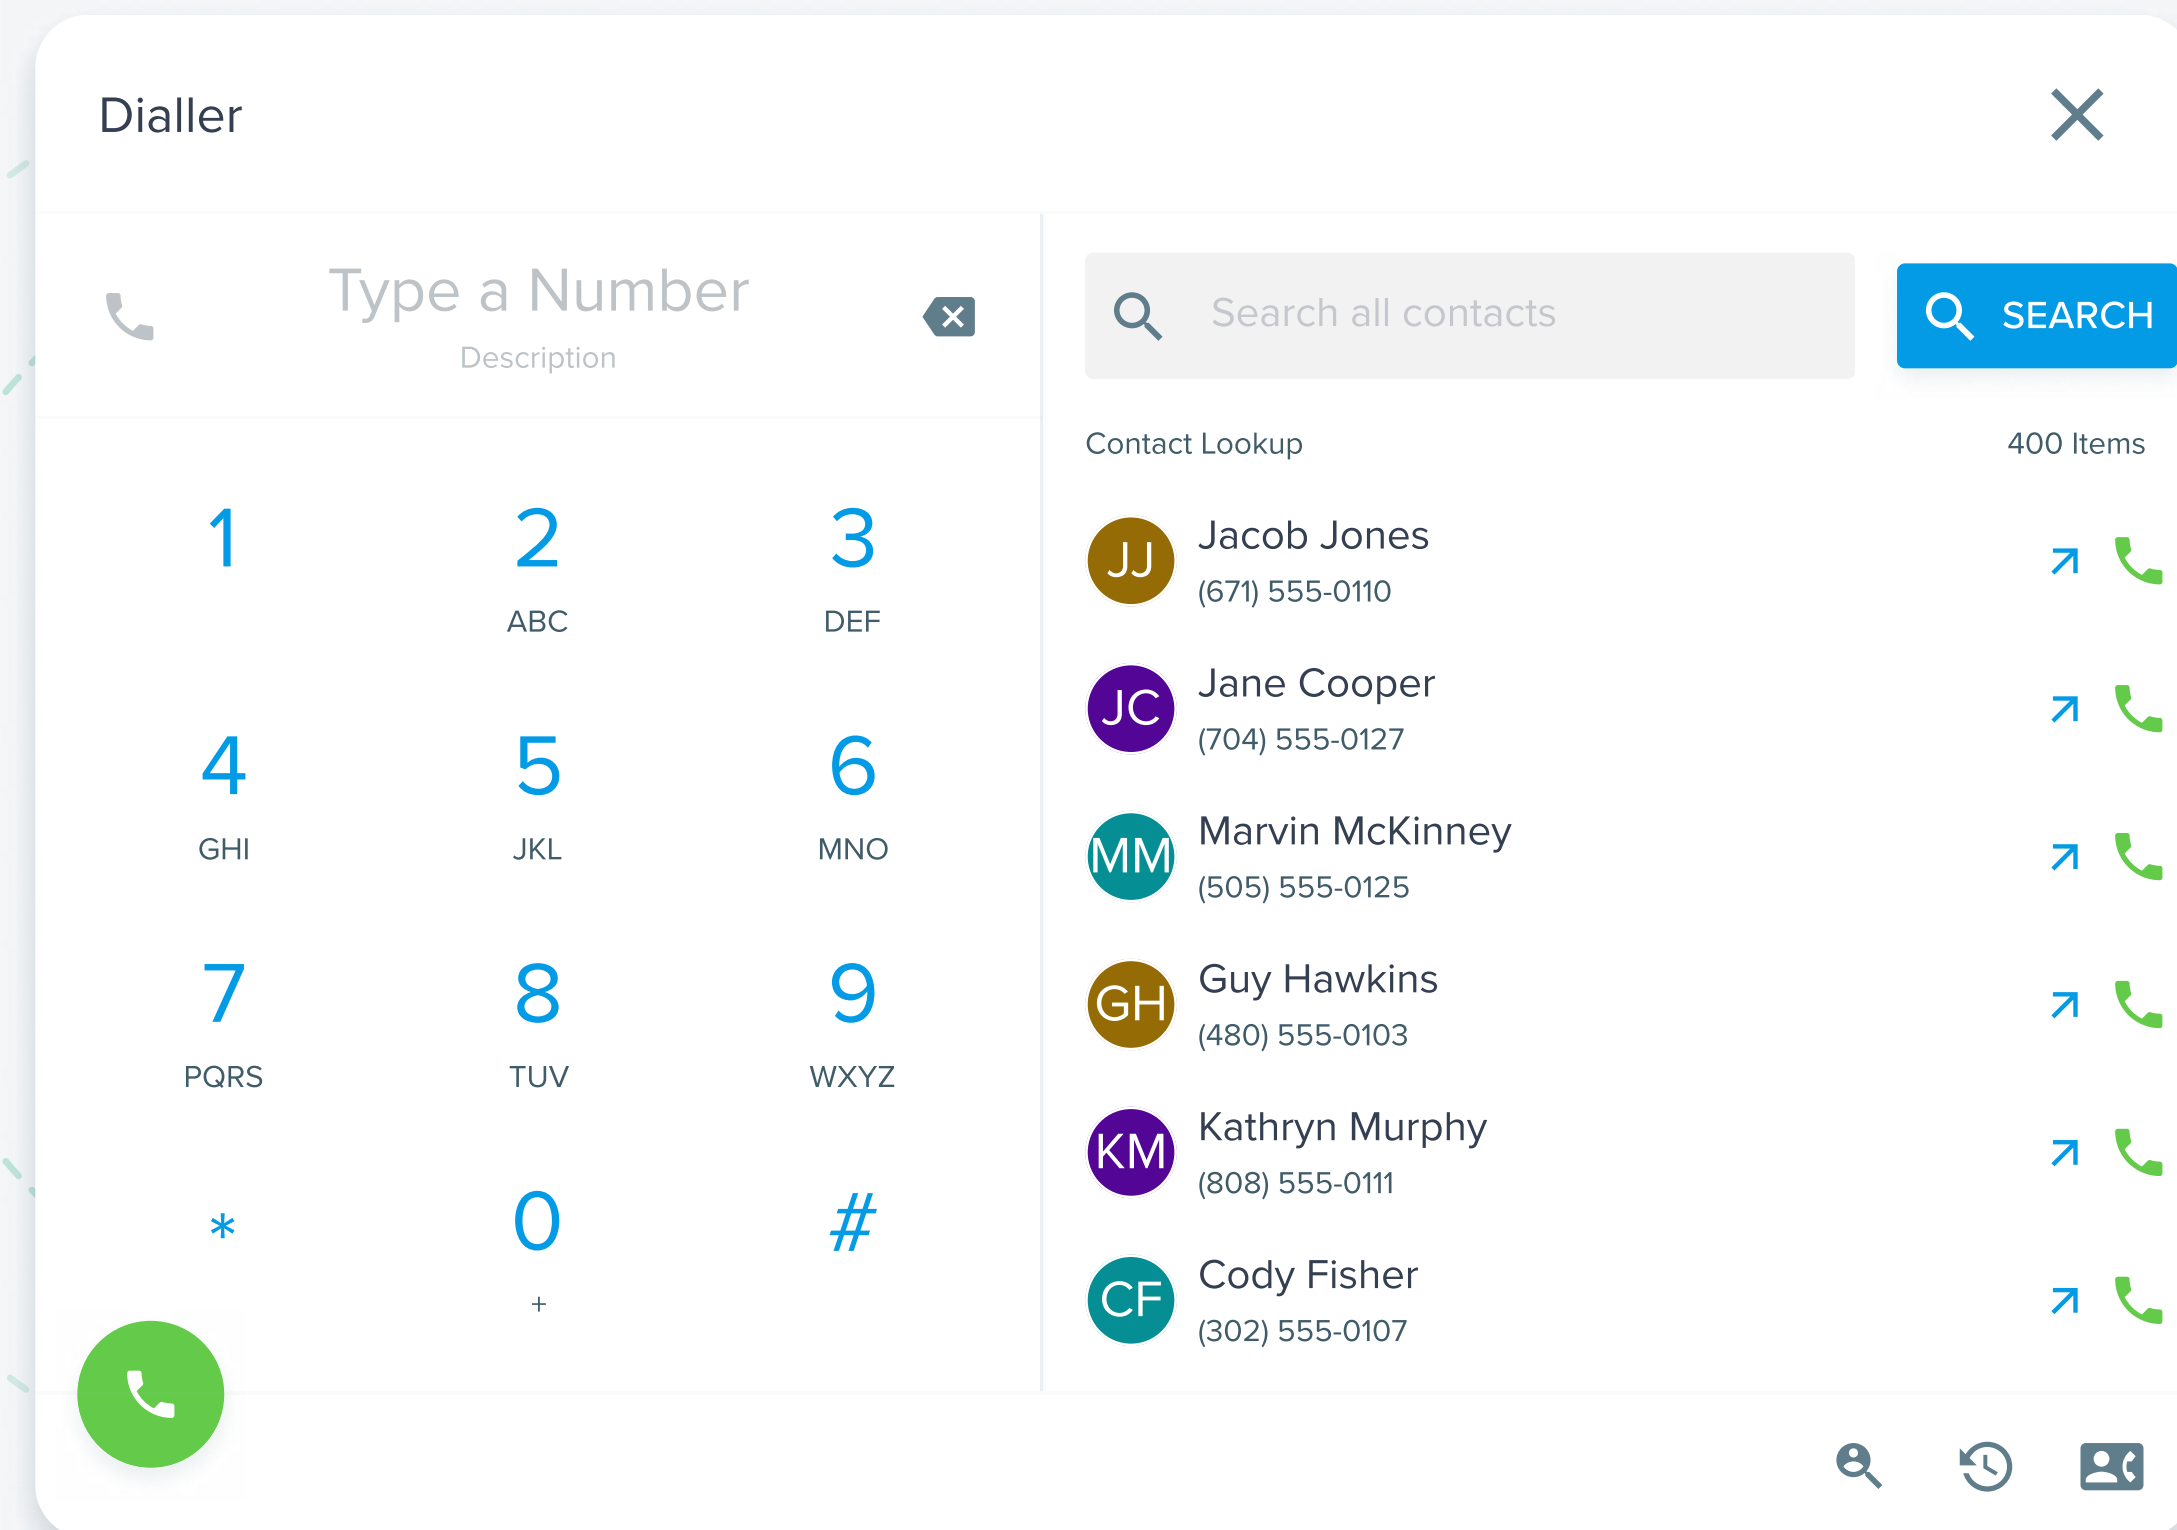 Dialler
Type a Number
Description
1
2
ABC
3
DEF
4
GHI
5
JKL
6
MNO
7
PQRS
8
TUV
9
WXYZ
*
0
+
#
Search all contacts
SEARCH
Contact Lookup
400 Items
JJ
Jacob Jones
(671) 555-0110
JC
Jane Cooper
(704) 555-0127
MM
Marvin McKinney
(505) 555-0125
GH
Guy Hawkins
(480) 555-0103
KM
Kathryn Murphy
(808) 555-0111
CF
Cody Fisher
(302) 555-0107